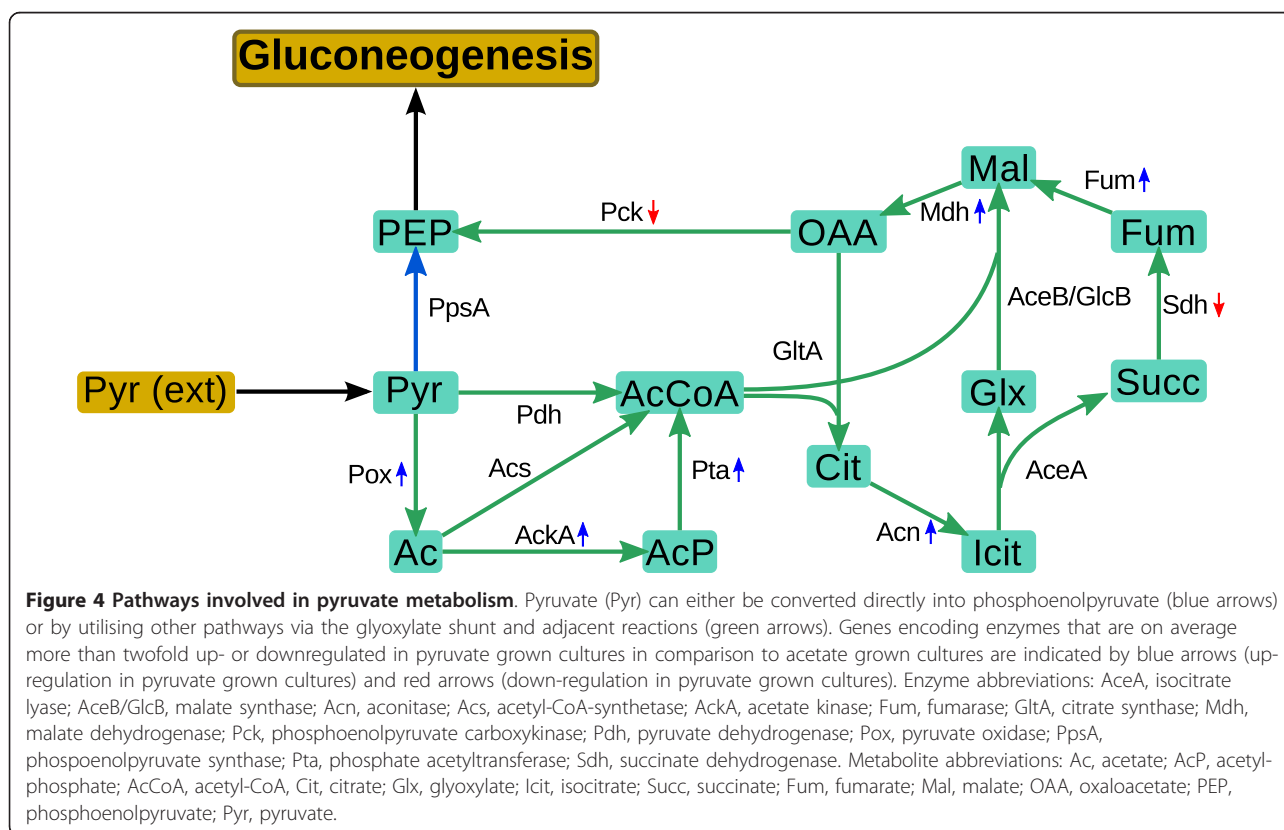 Gluconeogenesis
Mal
Fum
Pck
Mdh
PEP
OAA
Fum
PpsA
AceB/GlcB
Sdh
GltA
Pyr (ext)
Pyr
AcCoA
Glx
Succ
Pdh
Pox
Acs
Pta
Cit
AceA
AckA
Acn
Ac
AcP
Icit
Figure 4 Pathways involved in pyruvate metabolism. Pyruvate (Pyr) can either be converted directly into phosphoenolpyruvate (blue arrows)
or by utilising other pathways via the glyoxylate shunt and adjacent reactions (green arrows). Genes encoding enzymes that are on average
more than twofold up- or downregulated in pyruvate grown cultures in comparison to acetate grown cultures are indicated by blue arrows (up-
regulation in pyruvate grown cultures) and red arrows (down-regulation in pyruvate grown cultures). Enzyme abbreviations: AceA, isocitrate
lyase; AceB/GlcB, malate synthase; Acn, aconitase; Acs, acetyl-CoA-synthetase; AckA, acetate kinase; Fum, fumarase; GltA, citrate synthase; Mdh,
malate dehydrogenase; Pck, phosphoenolpyruvate carboxykinase; Pdh, pyruvate dehydrogenase; Pox, pyruvate oxidase; PpsA,
phospoenolpyruvate synthase; Pta, phosphate acetyltransferase; Sdh, succinate dehydrogenase. Metabolite abbreviations: Ac, acetate; AcP, acetyl-
phosphate; AcCoA, acetyl-CoA, Cit, citrate; Glx, glyoxylate; Icit, isocitrate; Succ, succinate; Fum, fumarate; Mal, malate; OAA, oxaloacetate; PEP,
phosphoenolpyruvate; Pyr, pyruvate.